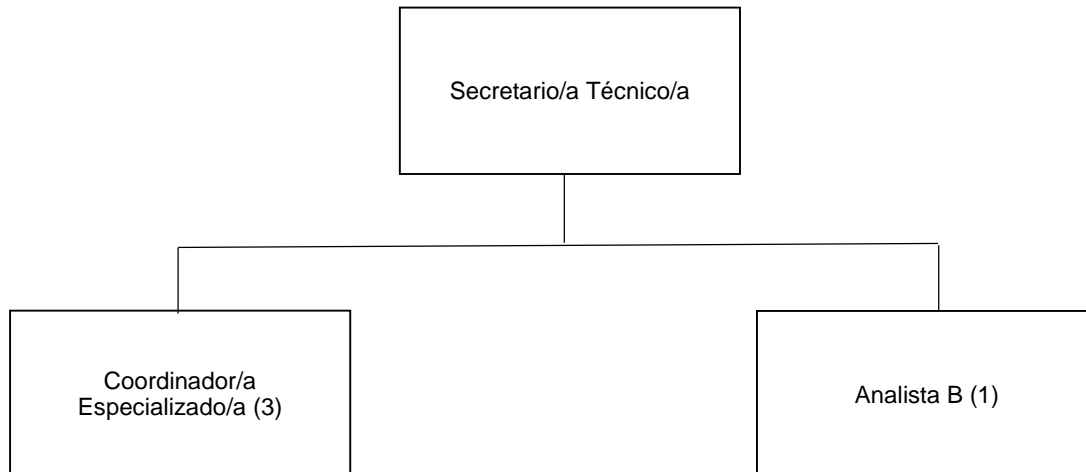 Secretario/a Técnico/a
Coordinador/a
Especializado/a (3)
Analista B (1)